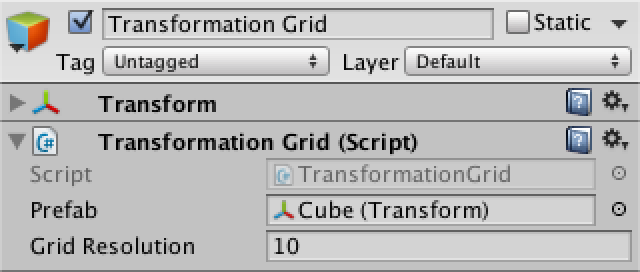 Transformation Grid Static
Tag Untagged Layer Default
Transform
Transformation Grid (Script)
Script TransformationGrid
Prefab Cube (Transform)
Grid Resolution 10